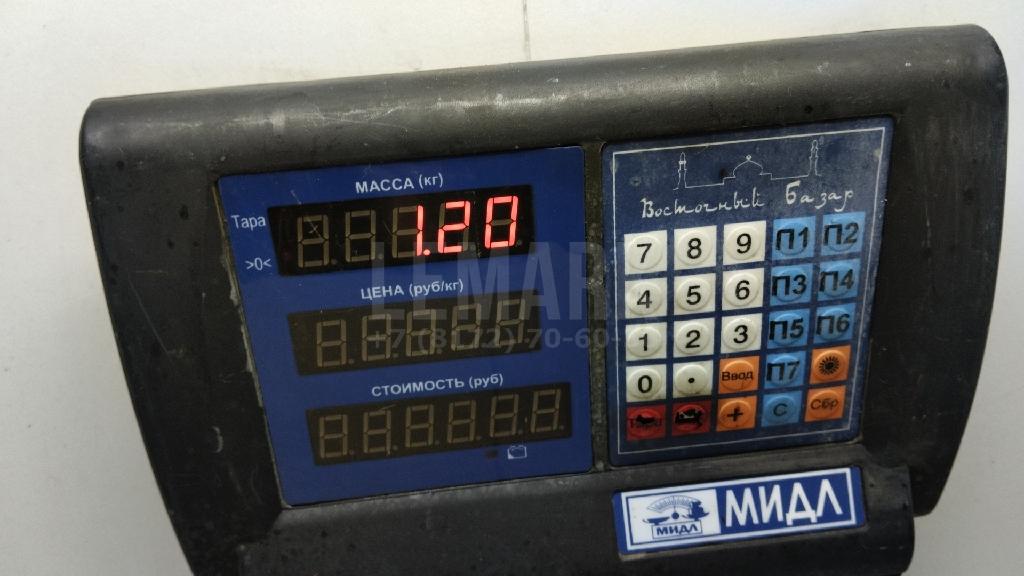 МАССА (кг)
Тара
1.20
>0<
ЦЕНА (руб/кг)
СТОИМОСТЬ (руб)
Восточный Базар
7 8 9 П1 П2
4 5 6 П3 П4
1 2 3 П5 П6
0 . Ввод П7
+ С Сбр
МИДЛ
МИДЛ
LEMAR